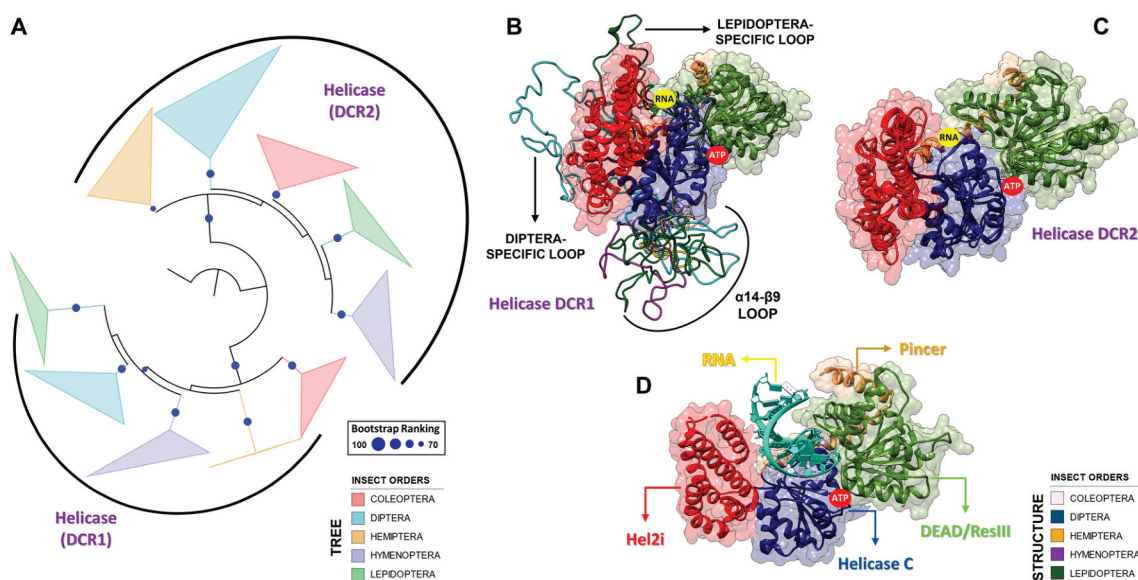 A
Helicase
(DCR2)
Helicase
(DCR1)
Bootstrap Ranking
100 70
INSECT ORDERS
COLEOPTERA
DIPTERA
HEMIPTERA
HYMENOPTERA
LEPIDOPTERA
TREE
B
LEPIDOPTERA-
SPECIFIC LOOP
RNA
ATP
DIPTERA-
SPECIFIC LOOP
Helicase DCR1
α14-β9
LOOP
C
RNA
ATP
Helicase DCR2
D
RNA
Pincer
ATP
Hel2i
Helicase C
DEAD/ResIII
INSECT ORDERS
COLEOPTERA
DIPTERA
HEMIPTERA
HYMENOPTERA
LEPIDOPTERA
STRUCTURE